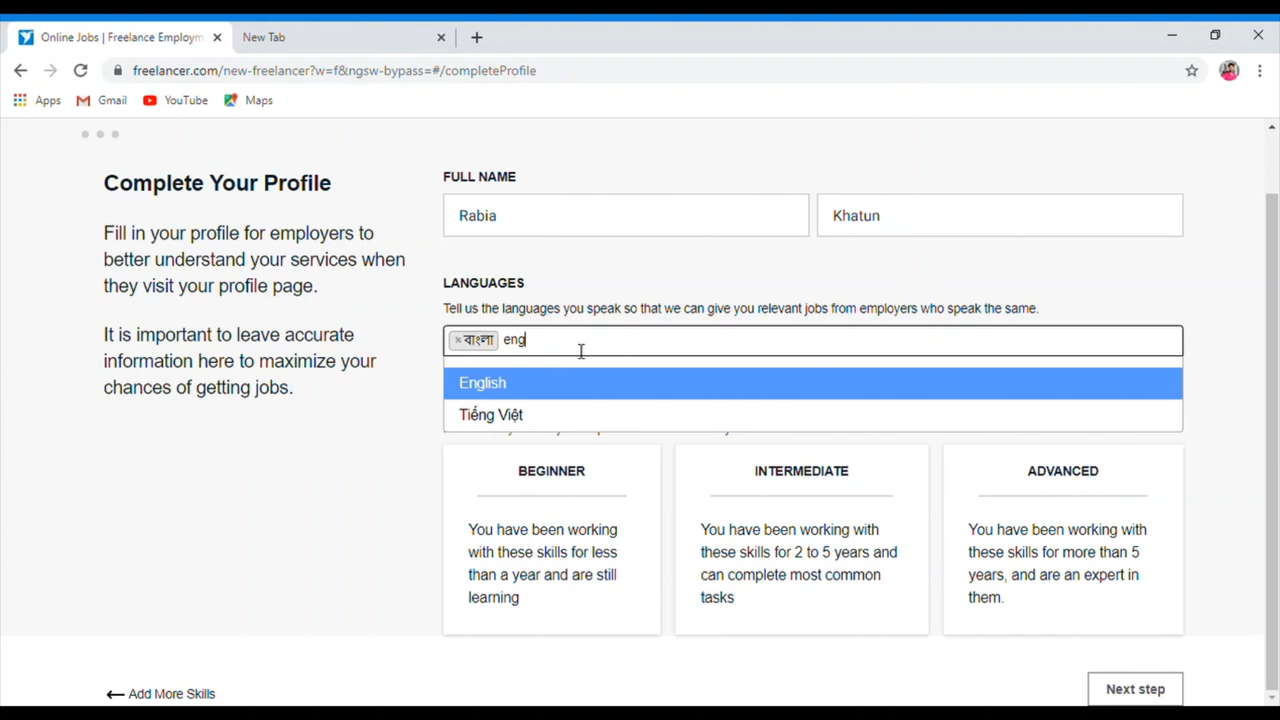 Online Jobs | Freelance Employm
New Tab
freelancer.com/new-freelancer?w=f&ngsw-bypass=#/completeProfile
Apps
Gmail
YouTube
Maps
Complete Your Profile
Fill in your profile for employers to
better understand your services when
they visit your profile page.
It is important to leave accurate
information here to maximize your
chances of getting jobs.
FULL NAME
Rabia
Khatun
LANGUAGES
Tell us the languages you speak so that we can give you relevant jobs from employers who speak the same.
× বাংলা eng
English
Tiếng Việt
BEGINNER
You have been working
with these skills for less
than a year and are still
learning
INTERMEDIATE
You have been working with
these skills for 2 to 5 years and
can complete most common
tasks
ADVANCED
You have been working with
these skills for more than 5
years, and are an expert in
them.
← Add More Skills
Next step